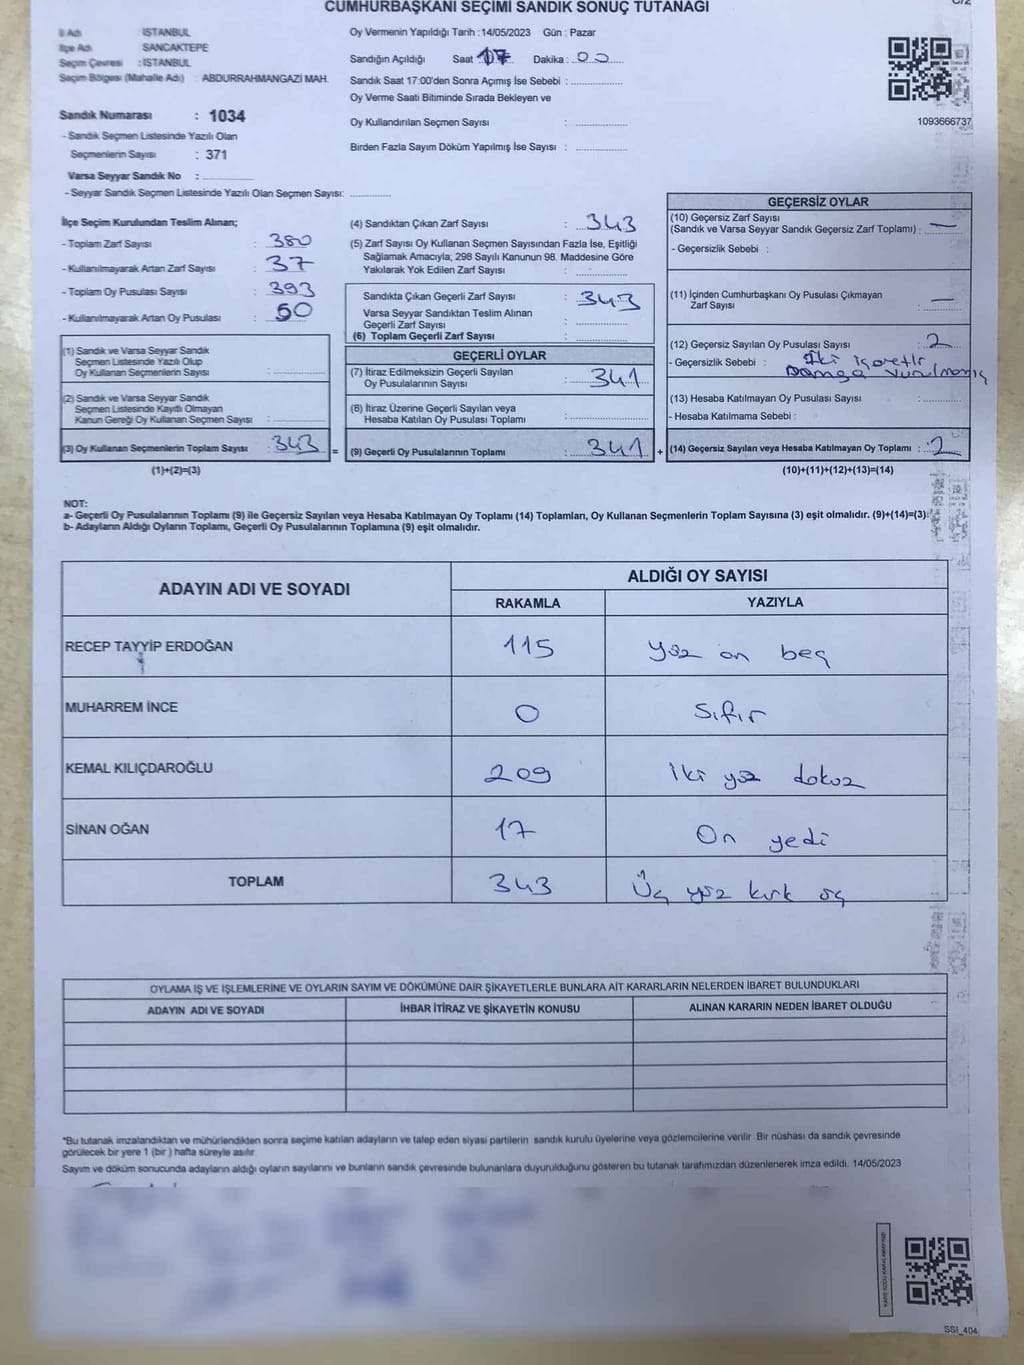 CUMHURBAŞKANI SEÇİMİ SANDIK SONUÇ TUTANAĞI
İl Adı : İSTANBUL
İlçe Adı : SANCAKTEPE
Seçim Çevresi : İSTANBUL
Seçim Bölgesi (Mahalle Adı) : ABDURRAHMANGAZİ MAH.
Sandık Numarası : 1034
- Sandık Seçmen Listesinde Yazılı Olan
Seçmenlerin Sayısı : 371
Varsa Seyyar Sandık No :
- Seyyar Sandık Seçmen Listesinde Yazılı Olan Seçmen Sayısı:
Oy Vermenin Yapıldığı Tarih : 14/05/2023 Gün : Pazar
Sandığın Açıldığı Saat 17 Dakika : 00
Sandık Saat 17:00'den Sonra Açılmış İse Sebebi :
Oy Verme Saati Bitiminde Sırada Bekleyen ve
Oy Kullandırılan Seçmen Sayısı :
Birden Fazla Sayım Döküm Yapılmış İse Sayısı :
1093666737
İlçe Seçim Kurulundan Teslim Alınan;
- Toplam Zarf Sayısı : 380
- Kullanılmayarak Artan Zarf Sayısı : 37
- Toplam Oy Pusulası Sayısı : 393
- Kullanılmayarak Artan Oy Pusulası : 50
(1) Sandık ve Varsa Seyyar Sandık
Seçmen Listesinde Yazılı Olup
Oy Kullanan Seçmenlerin Sayısı :
(2) Sandık ve Varsa Seyyar Sandık
Seçmen Listesinde Kayıtlı Olmayan
Kanun Gereği Oy Kullanan Seçmen Sayısı :
(3) Oy Kullanan Seçmenlerin Toplam Sayısı : 343
(1)+(2)=(3)
(4) Sandıktan Çıkan Zarf Sayısı : 343
(5) Zarf Sayısı Oy Kullanan Seçmen Sayısından Fazla İse, Eşitliği
Sağlamak Amacıyla; 298 Sayılı Kanunun 98. Maddesine Göre
Yakılarak Yok Edilen Zarf Sayısı :
Sandıkta Çıkan Geçerli Zarf Sayısı : 343
Varsa Seyyar Sandıktan Teslim Alınan
Geçerli Zarf Sayısı :
(6) Toplam Geçerli Zarf Sayısı :
GEÇERLİ OYLAR
(7) İtiraz Edilmeksizin Geçerli Sayılan
Oy Pusulalarının Sayısı : 341
(8) İtiraz Üzerine Geçerli Sayılan veya
Hesaba Katılan Oy Pusulası Toplamı :
= (9) Geçerli Oy Pusulalarının Toplamı : 341 +
GEÇERSİZ OYLAR
(10) Geçersiz Zarf Sayısı
(Sandık ve Varsa Seyyar Sandık Geçersiz Zarf Toplamı) : —
- Geçersizlik Sebebi :
(11) İçinden Cumhurbaşkanı Oy Pusulası Çıkmayan
Zarf Sayısı : —
(12) Geçersiz Sayılan Oy Pusulası Sayısı : 2
- Geçersizlik Sebebi : İki işaretli
Damga vurulmamış
(13) Hesaba Katılmayan Oy Pusulası Sayısı :
- Hesaba Katılmama Sebebi :
(14) Geçersiz Sayılan veya Hesaba Katılmayan Oy Toplamı : 2
(10)+(11)+(12)+(13)=(14)
NOT:
a- Geçerli Oy Pusulalarının Toplamı (9) ile Geçersiz Sayılan veya Hesaba Katılmayan Oy Toplamı (14) Toplamları, Oy Kullanan Seçmenlerin Toplam Sayısına (3) eşit olmalıdır. (9)+(14)=(3)
b- Adayların Aldığı Oyların Toplamı, Geçerli Oy Pusulalarının Toplamına (9) eşit olmalıdır.
ADAYIN ADI VE SOYADI
ALDIĞI OY SAYISI
RAKAMLA YAZIYLA
RECEP TAYYİP ERDOĞAN 115 yüz on beş
MUHARREM İNCE 0 Sıfır
KEMAL KILIÇDAROĞLU 209 İki yüz dokuz
SİNAN OĞAN 17 On yedi
TOPLAM 343 Üç yüz kırk üç
OYLAMA İŞ VE İŞLEMLERİNE VE OYLARIN SAYIM VE DÖKÜMÜNE DAİR ŞİKAYETLERLE BUNLARA AİT KARARLARIN NELERDEN İBARET BULUNDUKLARI
ADAYIN ADI VE SOYADI İHBAR İTİRAZ VE ŞİKAYETİN KONUSU ALINAN KARARIN NEDEN İBARET OLDUĞU
*Bu tutanak imzalandıktan ve mühürlendikten sonra seçime katılan adayların ve talep eden siyasi partilerin sandık kurulu üyelerine veya gözlemcilerine verilir. Bir nüshası da sandık çevresinde
görülecek bir yere 1 (bir ) hafta süreyle asılır.
Sayım ve döküm sonucunda adayların aldığı oyların sayılarını ve bunların sandık çevresinde bulunanlara duyurulduğunu gösteren bu tutanak tarafımızdan düzenlenerek imza edildi. 14/05/2023
SSI_404